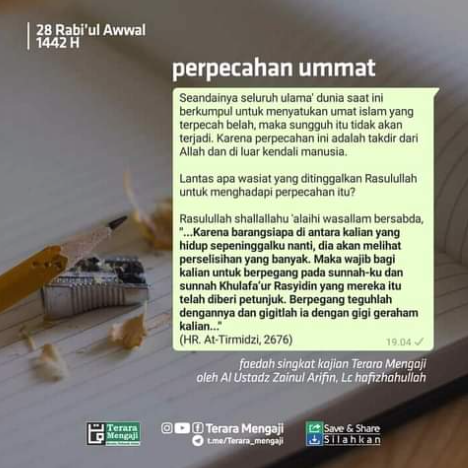 28 Rabi'ul Awwal
1442 H
perpecahan ummat
Seandainya seluruh ulama' dunia saat ini
berkumpul untuk menyatukan umat islam yang
terpecah belah, maka sungguh itu tidak akan
terjadi. Karena perpecahan ini adalah takdir dari
Allah dan di luar kendali manusia.
Lantas apa wasiat yang ditinggalkan Rasulullah
untuk menghadapi perpecahan itu?
Rasulullah shallallahu 'alaihi wasallam bersabda,
"...Karena barangsiapa di antara kalian yang
hidup sepeninggalku nanti, dia akan melihat
perselisihan yang banyak. Maka wajib bagi
kalian untuk berpegang pada sunnah-ku dan
sunnah Khulafa'ur Rasyidin yang mereka itu
telah diberi petunjuk. Berpegang teguhlah
dengannya dan gigitlah ia dengan gigi geraham
kalian..."
(HR. At-Tirmidzi, 2676)
19.04
faedah singkat kajian Terara Mengaji
oleh Al Ustadz Zainul Arifin, Lc hafizhahullah
Terara
Mengaji
Terara Mengaji
t.me/Terara_mengaji
Save & Share
Silahkan